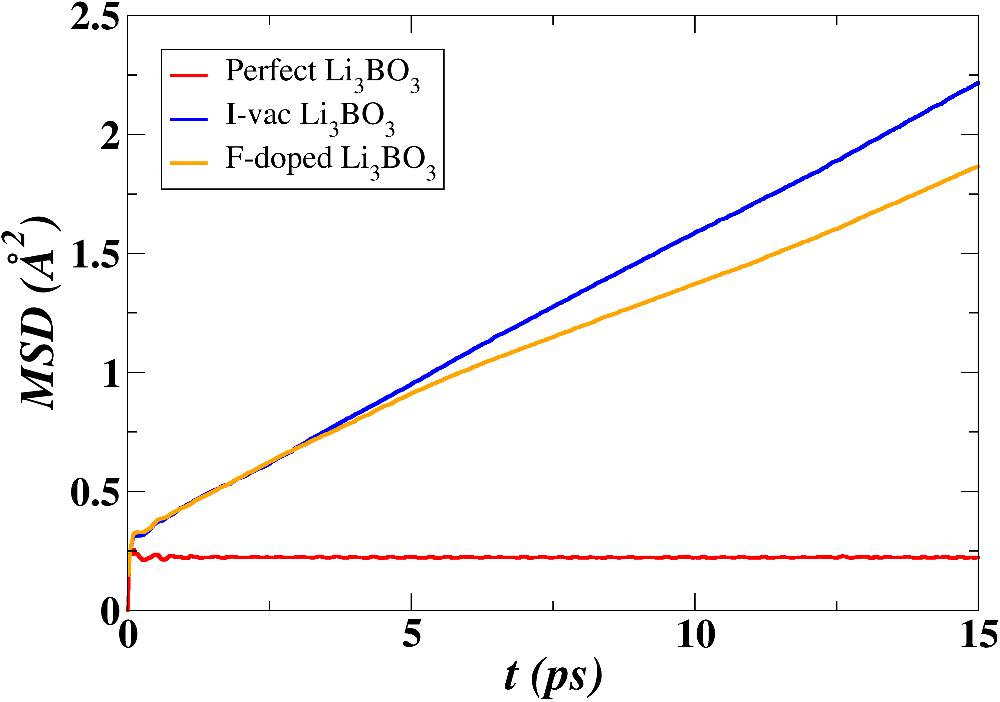 2.5
2
1.5
1
0.5
0
MSD (Å²)
Perfect Li₃BO₃
I-vac Li₃BO₃
F-doped Li₃BO₃
0 5 10 15
t (ps)